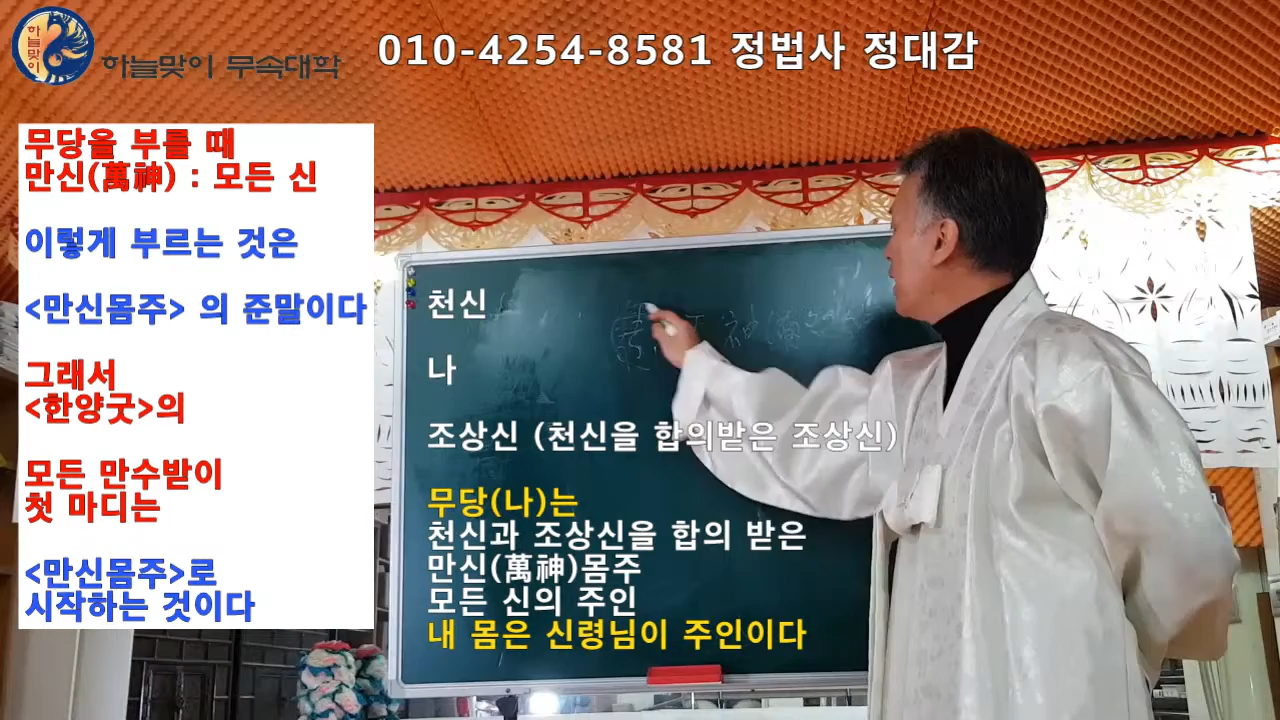 하늘맞이
하늘맞이 무속대학
010-4254-8581 정법사 정대감
무당을 부를 때
만신(萬神) : 모든 신
이렇게 부르는 것은
<만신몸주> 의 준말이다
그래서
<한양굿>의
모든 만수받이
첫 마디는
<만신몸주>로
시작하는 것이다
천신
나
조상신 (천신을 합의받은 조상신)
무당(나)는
천신과 조상신을 합의 받은
만신(萬神)몸주
모든 신의 주인
내 몸은 신령님이 주인이다
神